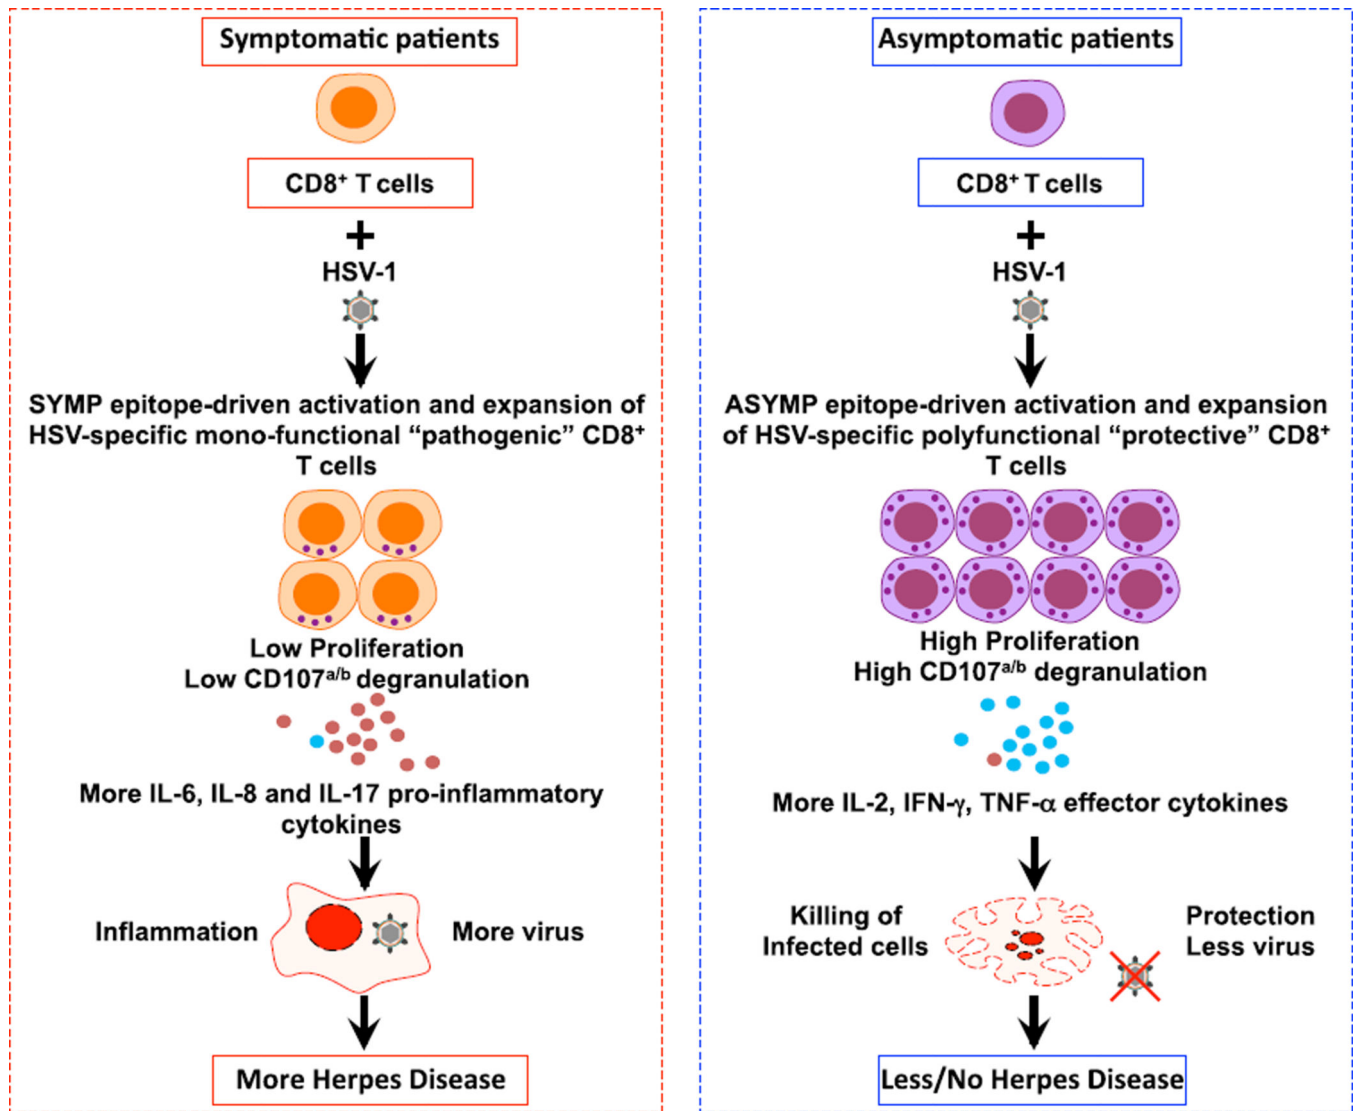 Symptomatic patients
CD8⁺ T cells
+
HSV-1
SYMP epitope-driven activation and expansion of
HSV-specific mono-functional “pathogenic” CD8⁺
T cells
Low Proliferation
Low CD107ᵃ/ᵇ degranulation
More IL-6, IL-8 and IL-17 pro-inflammatory
cytokines
Inflammation
More virus
More Herpes Disease
Asymptomatic patients
CD8⁺ T cells
+
HSV-1
ASYMP epitope-driven activation and expansion
of HSV-specific polyfunctional “protective” CD8⁺
T cells
High Proliferation
High CD107ᵃ/ᵇ degranulation
More IL-2, IFN-γ, TNF-α effector cytokines
Killing of
Infected cells
Protection
Less virus
Less/No Herpes Disease